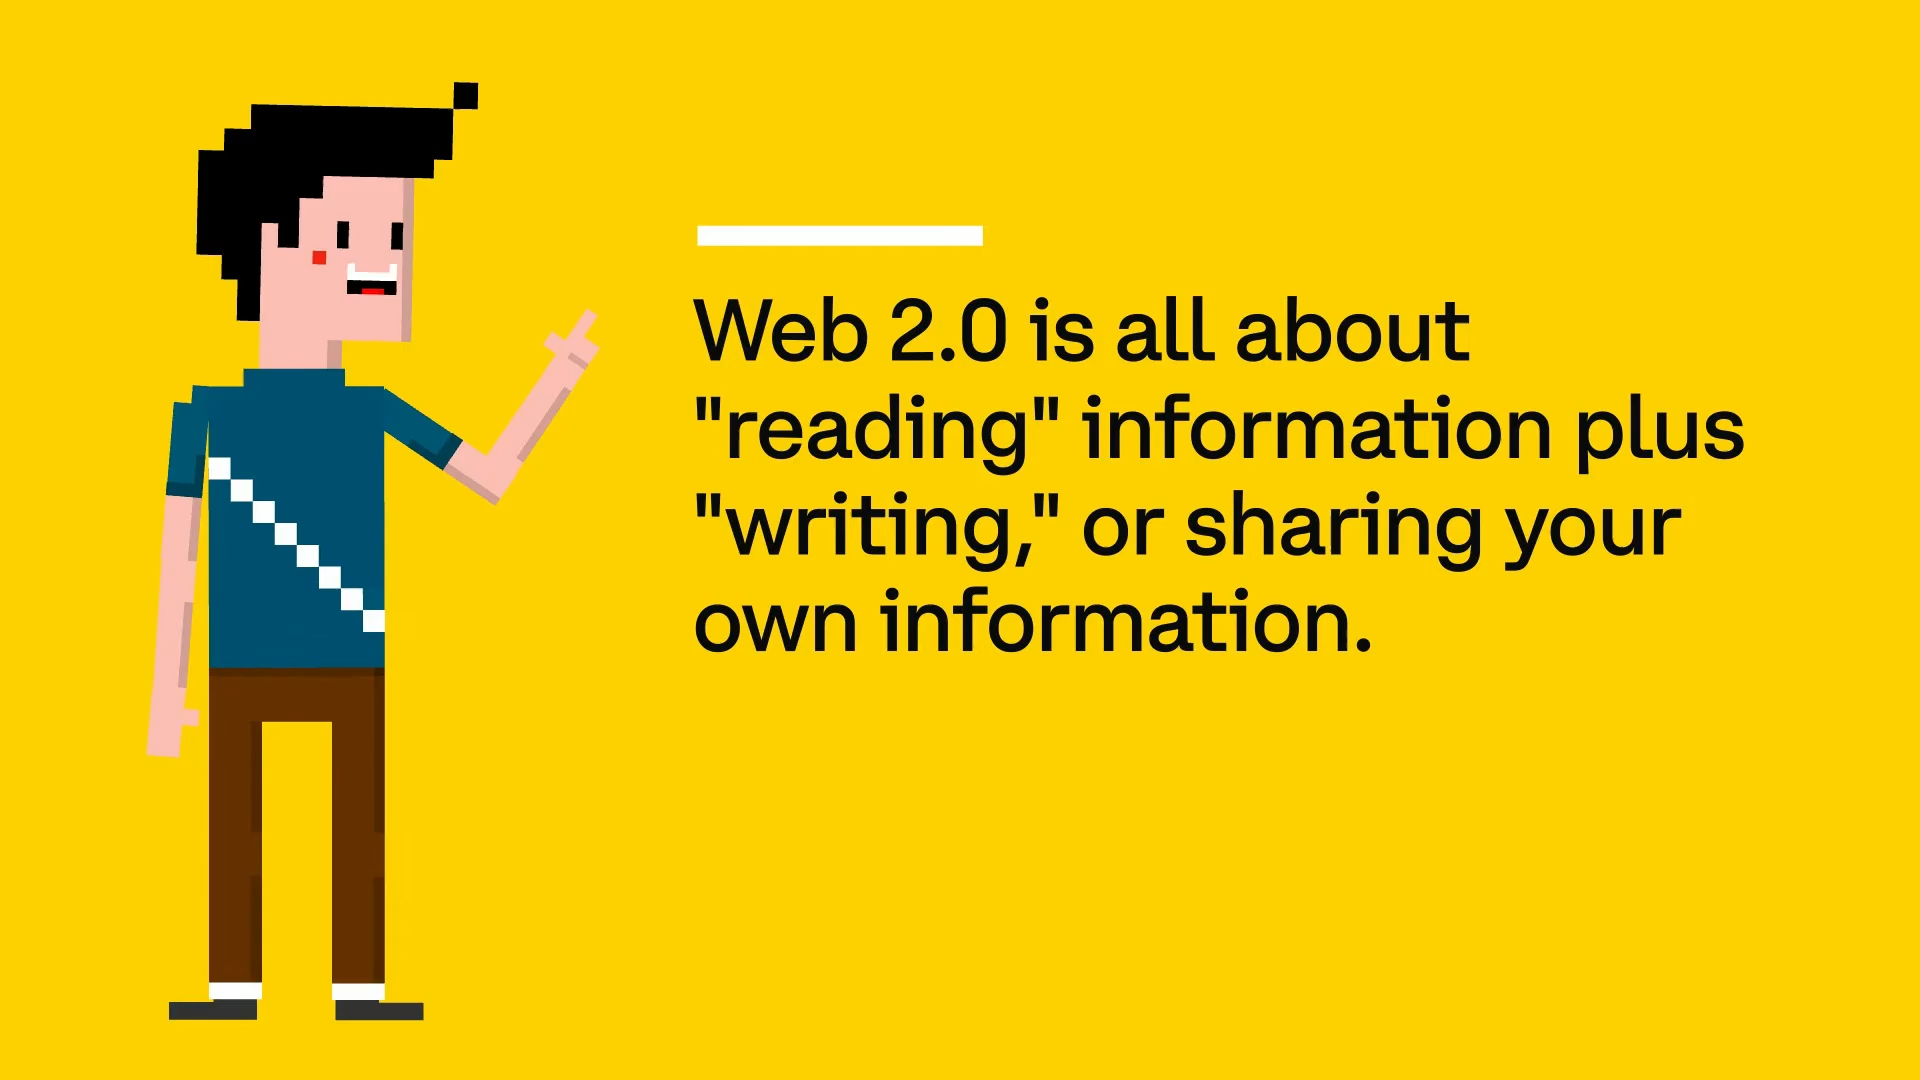 Web 2.0 is all about
"reading" information plus
"writing," or sharing your
own information.